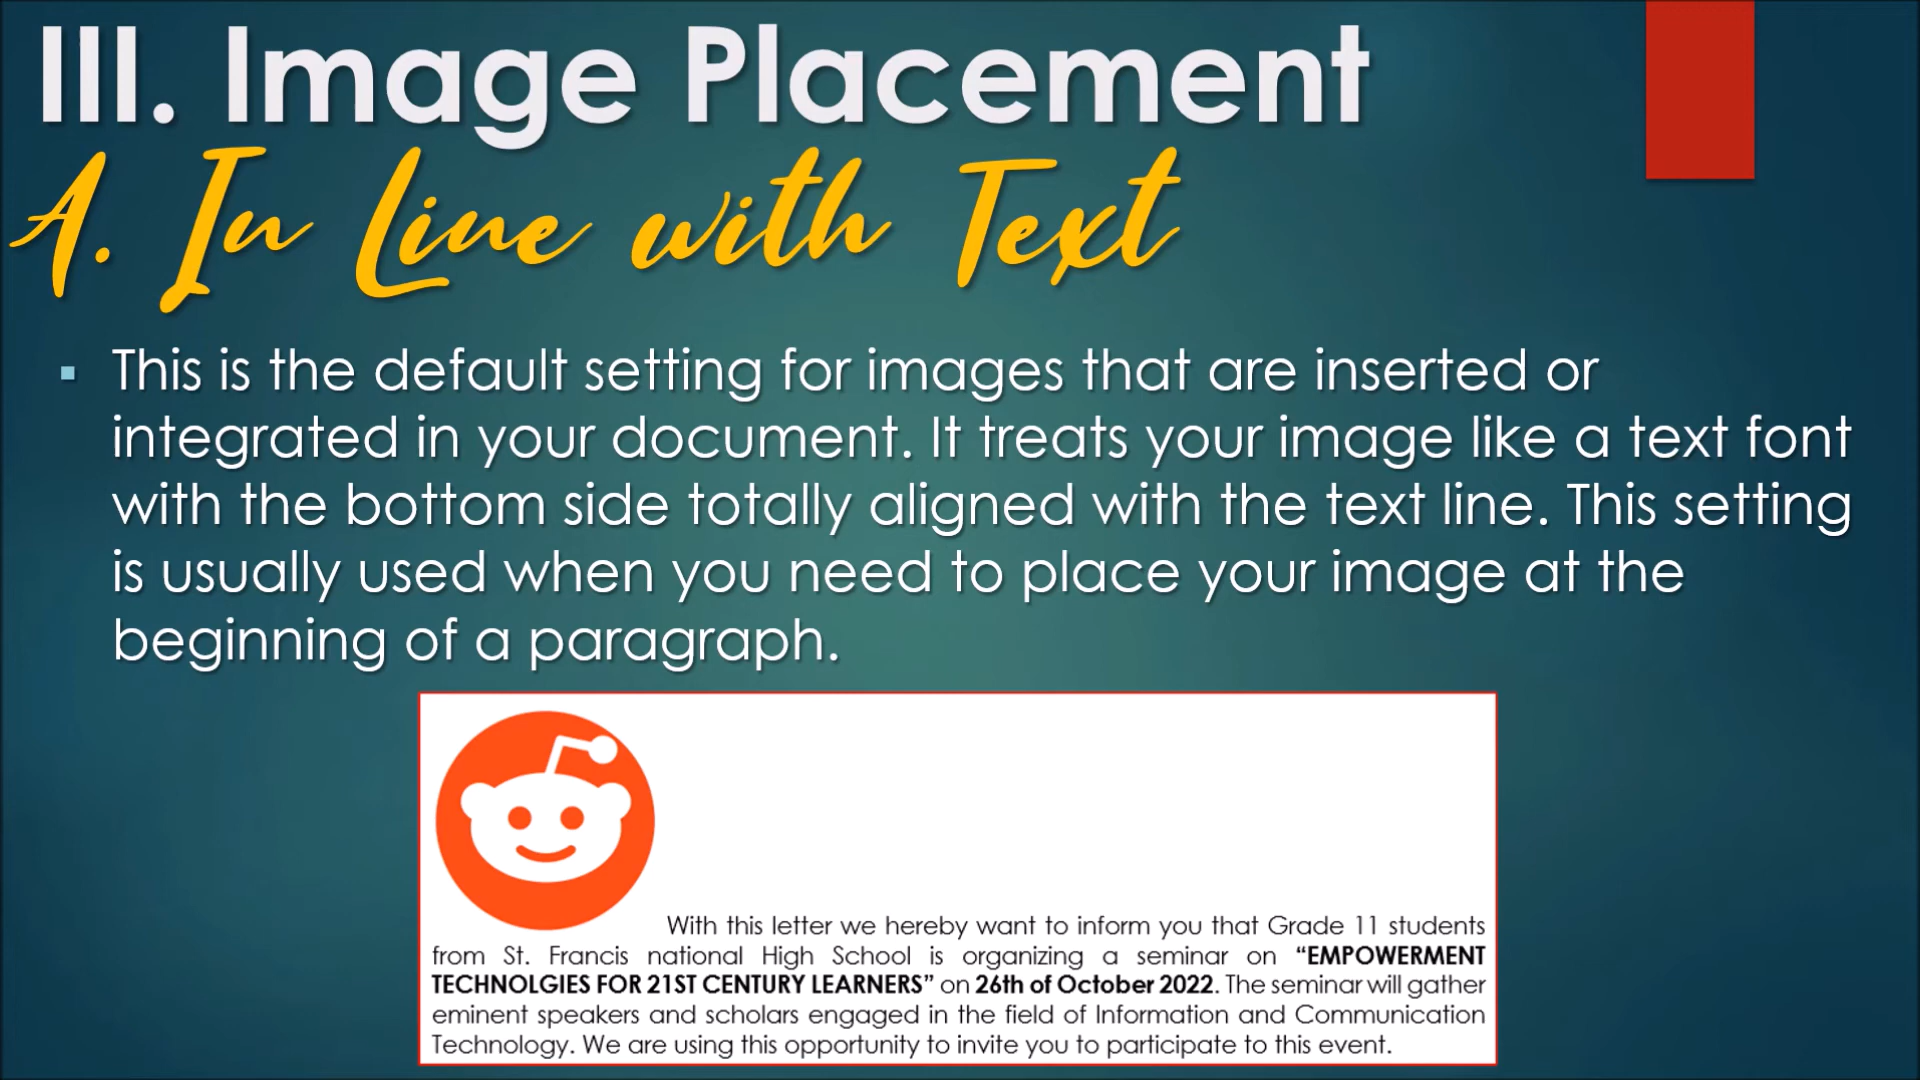 III. Image Placement
A. In Line with Text
▪ This is the default setting for images that are inserted or
integrated in your document. It treats your image like a text font
with the bottom side totally aligned with the text line. This setting
is usually used when you need to place your image at the
beginning of a paragraph.
With this letter we hereby want to inform you that Grade 11 students
from St. Francis national High School is organizing a seminar on “EMPOWERMENT
TECHNOLGIES FOR 21ST CENTURY LEARNERS” on 26th of October 2022. The seminar will gather
eminent speakers and scholars engaged in the field of Information and Communication
Technology. We are using this opportunity to invite you to participate to this event.